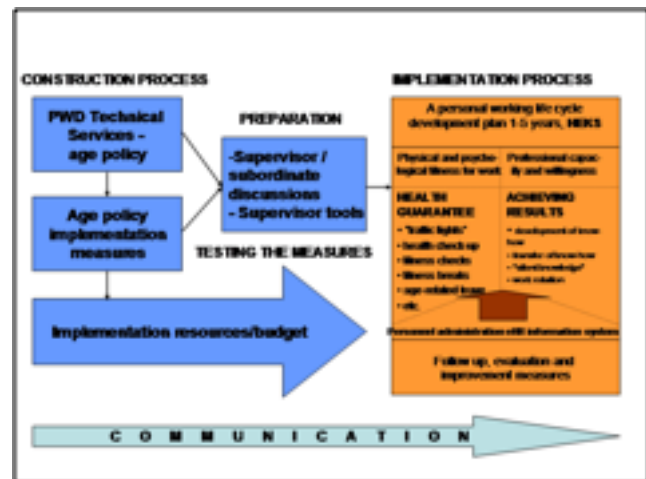 CONSTRUCTION PROCESS
PWD Technical
Services –
age policy
Age policy
implementation
measures
Implementation resources/budget
PREPARATION
-Supervisor /
subordinate
discussions
- Supervisor tools
TESTING THE MEASURES
IMPLEMENTATION PROCESS
A personal working life cycle
development plan 1-5 years, HEKS
Physical and psycho-
logical fitness for work
HEALTH
GUARANTEE
• "traffic lights"
• health check up
• fitness checks
• fitness breaks
• age-related leave
• etc.
Professional capac-
ity and willingness
ACHIEVING
RESULTS
• development of know-
how
• transfer of know-how
• "silent knowledge"
• work rotation
Personnel administration eHR information system
Follow up, evaluation and
improvement measures
C O M M U N I C A T I O N